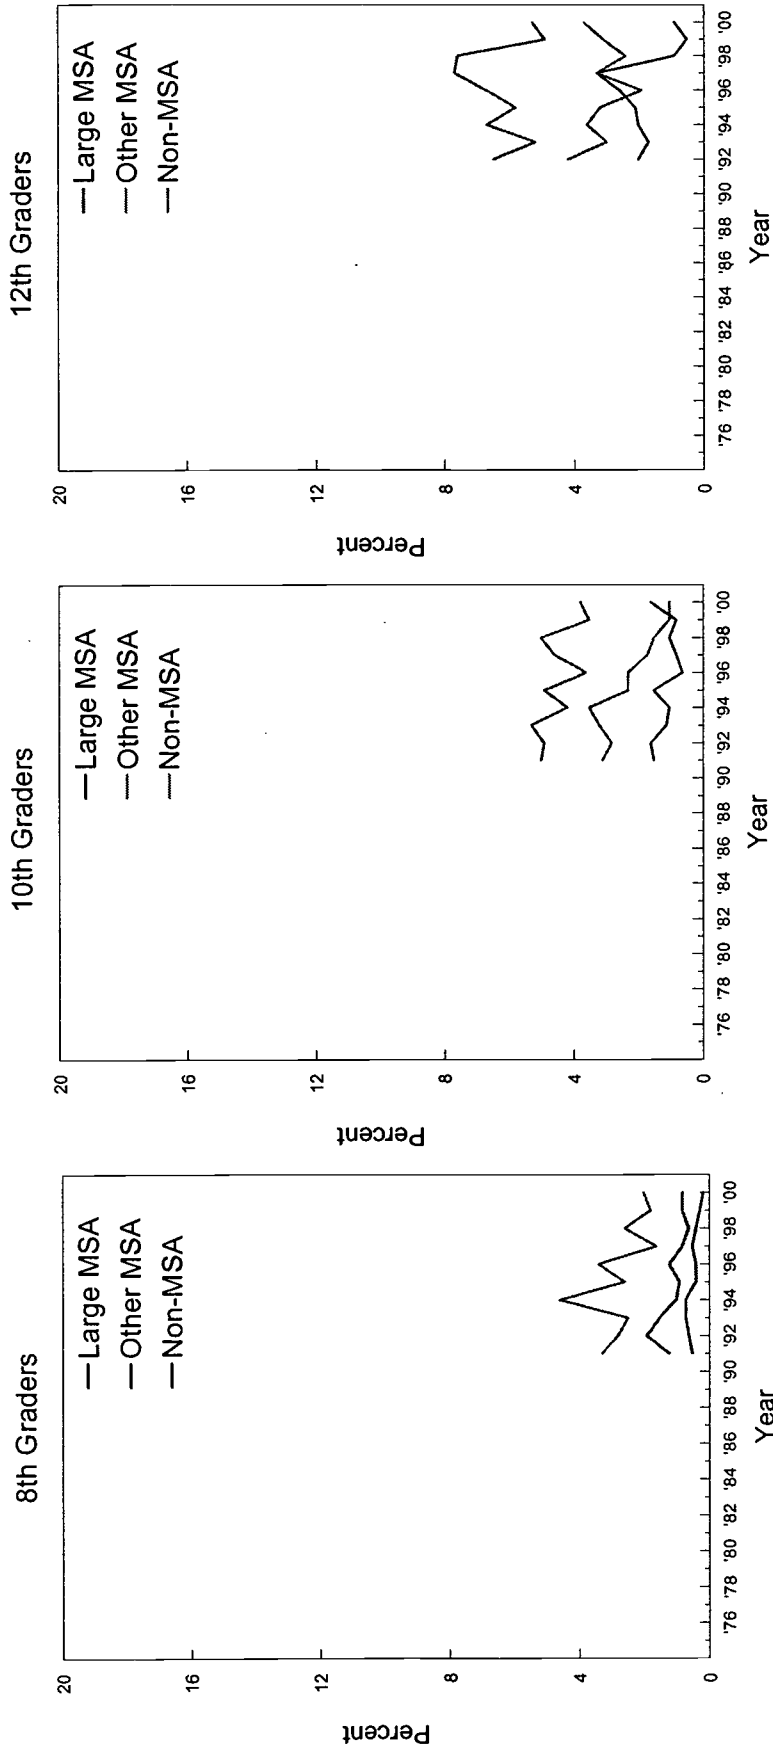 8th Graders
Large MSA
Other MSA
Non-MSA
Percent
20
16
12
8
4
0
'76 '78 '80 '82 '84 '86 '88 '90 '92 '94 '96 '98 '00
Year
10th Graders
Large MSA
Other MSA
Non-MSA
Percent
20
16
12
8
4
0
'76 '78 '80 '82 '84 '86 '88 '90 '92 '94 '96 '98 '00
Year
12th Graders
Large MSA
Other MSA
Non-MSA
Percent
20
16
12
8
4
0
'76 '78 '80 '82 '84 '86 '88 '90 '92 '94 '96 '98 '00
Year